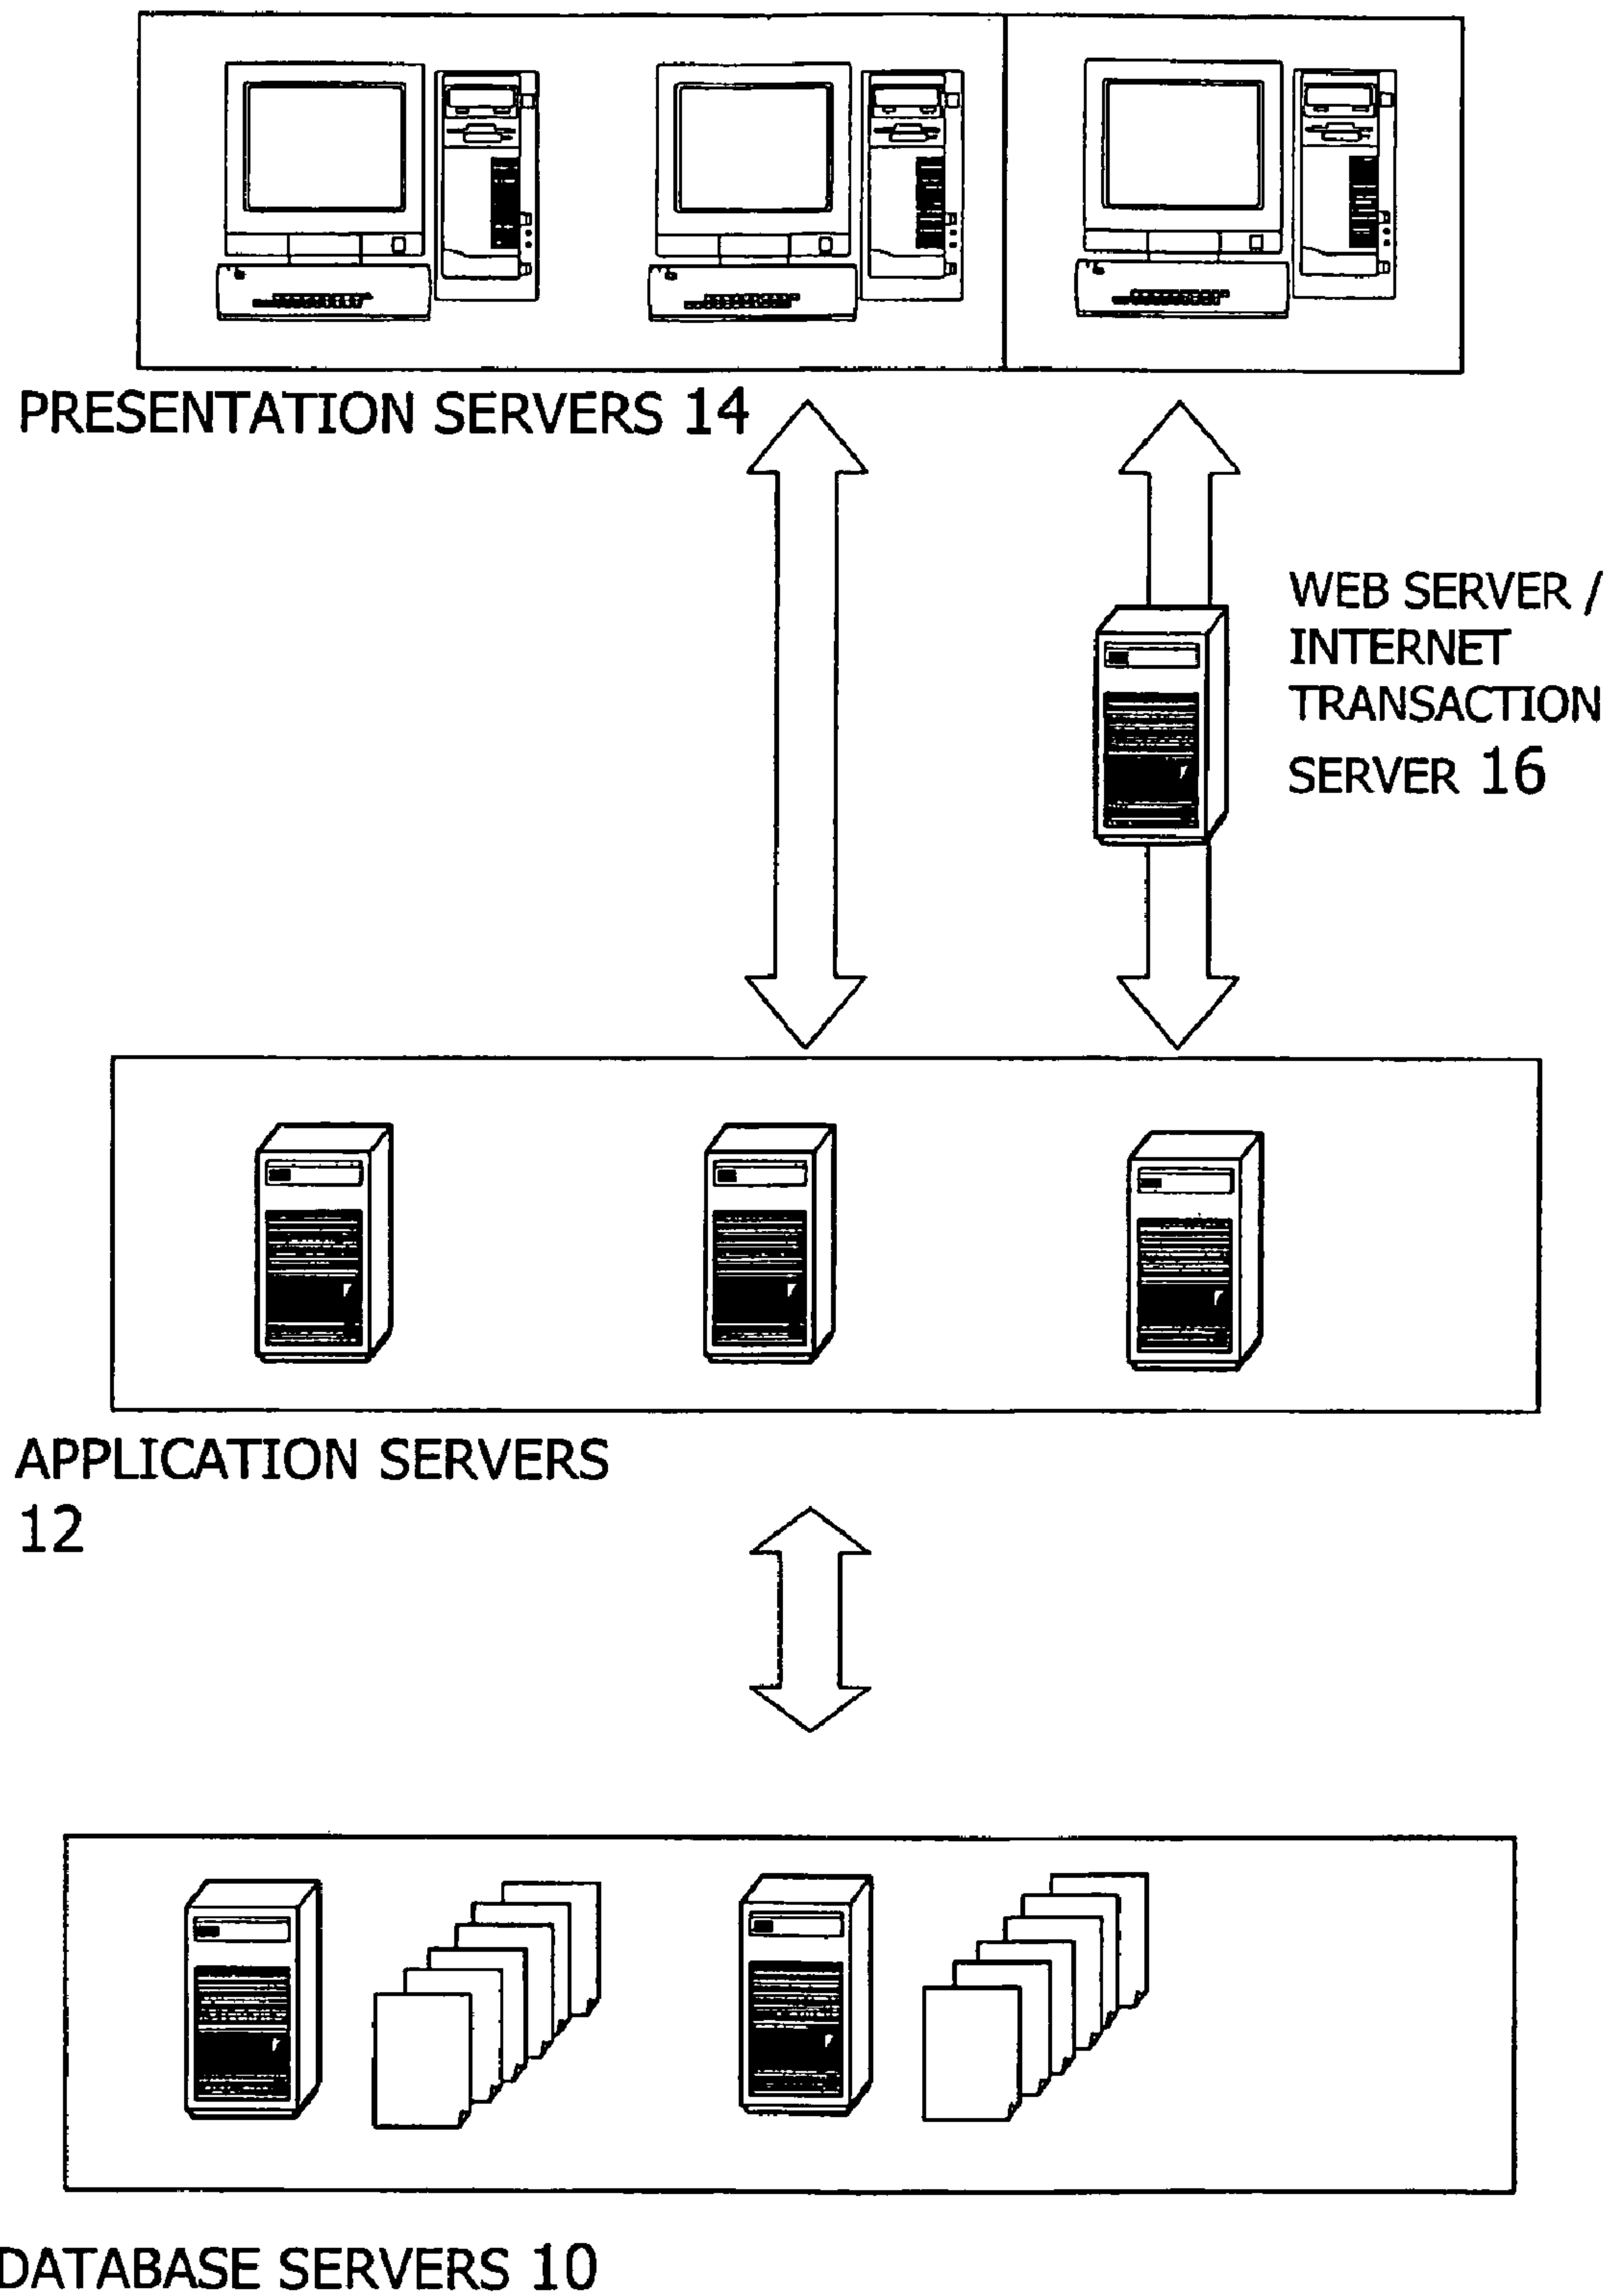 PRESENTATION SERVERS 14
WEB SERVER /
INTERNET
TRANSACTION
SERVER 16
APPLICATION SERVERS
12
DATABASE SERVERS 10